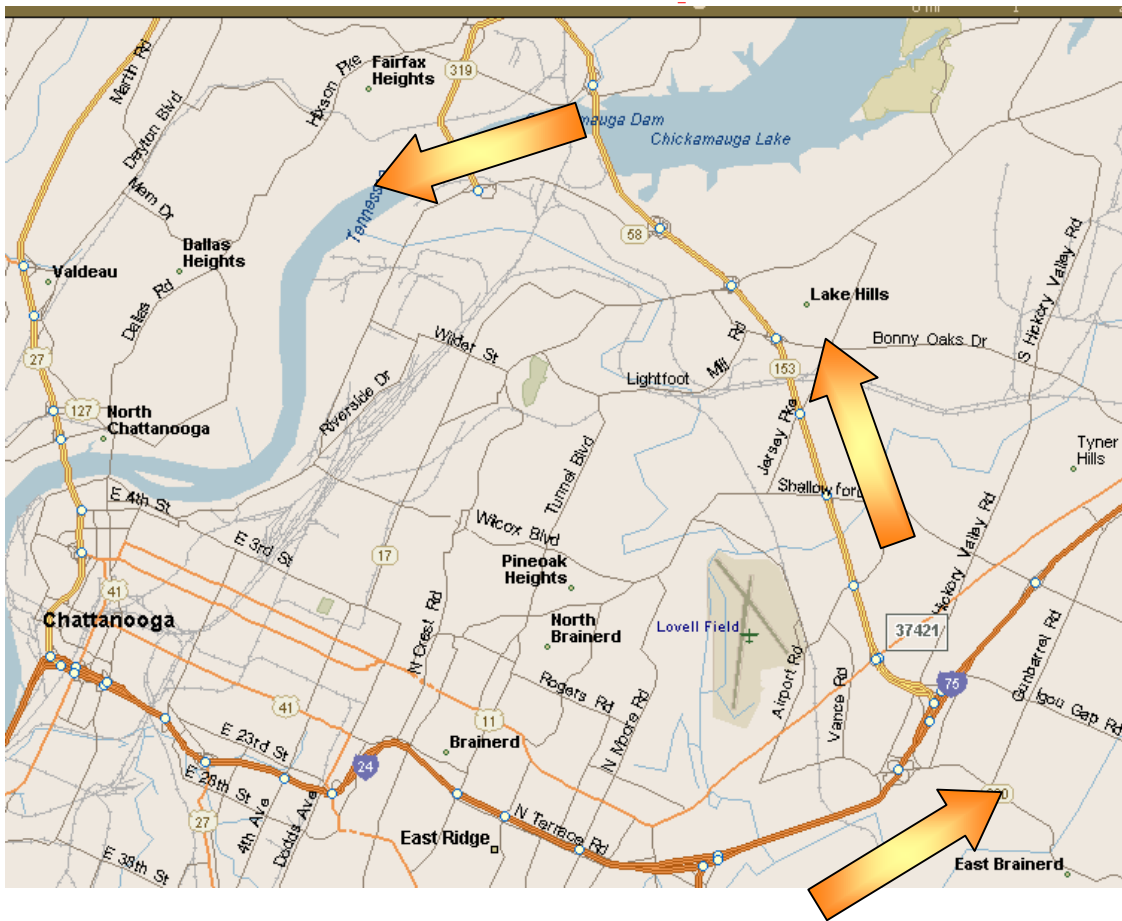 0 mi 1
Martin Rd
Dayton Blvd
Hixson Pke
Fairfax
Heights
319
Dam
Chickamauga Lake
Mem Dr
Dallas
Heights
Valdeau
Dallas Rd
58
S Hickory Valley Rd
Lake Hills
27
Wilder St
Bonny Oaks Dr
Lightfoot Mill Rd
153
127
North
Chattanooga
Riverside Dr
Jersey Pke
Tyner
Hills
Tunnel Blvd
E 4th St
E 3rd St
Wilcox Blvd
17
Pineoak
Heights
Hickory Valley Rd
41
Chattanooga
North
Brainerd
Lovell Field
37421
N Crest Rd
Rogers Rd
N Moore Rd
Airport Rd
Vance Rd
75
Gunbarrel Rd
Igou Gap Rd
41
11
E 23rd St
Brainerd
24
E 28th St
27
4th Ave
Dodds Ave
East Ridge
N Terrace Rd
E 38th St
East Brainerd